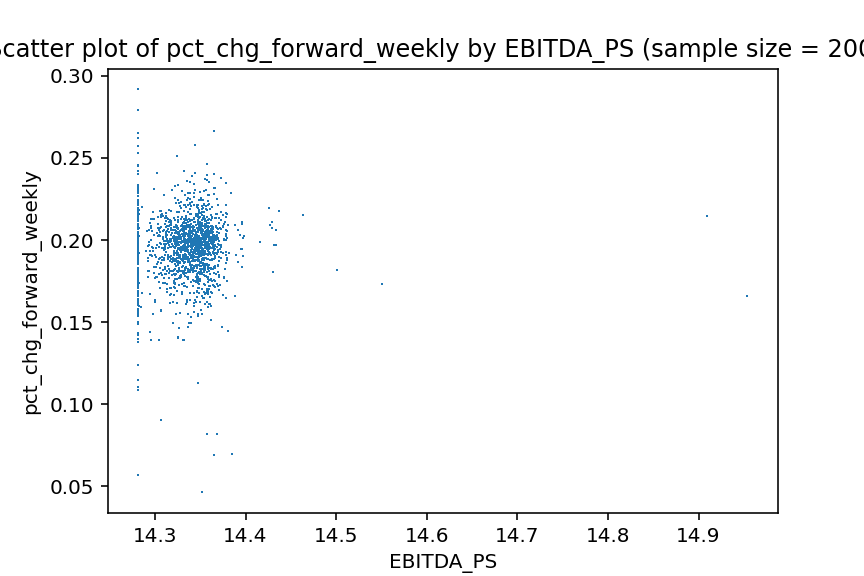 catter plot of pct_chg_forward_weekly by EBITDA_PS (sample size = 200
0.30
0.25
0.20
0.15
0.10
0.05
pct_chg_forward_weekly
14.3 14.4 14.5 14.6 14.7 14.8 14.9
EBITDA_PS